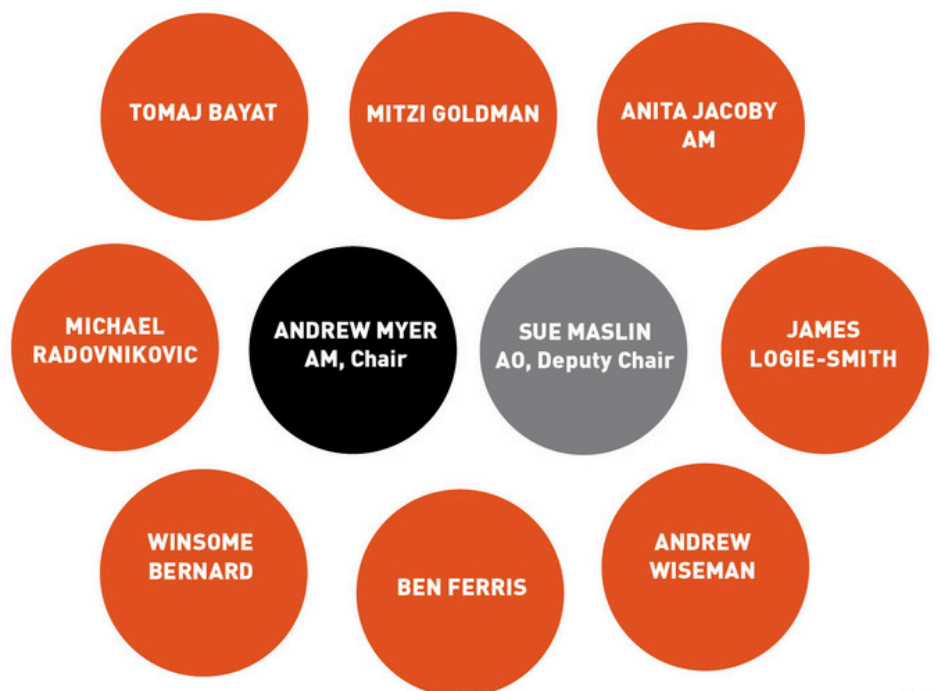 TOMAJ BAYAT
MITZI GOLDMAN
ANITA JACOBY
AM
MICHAEL
RADOVNIKOVIC
ANDREW MYER
AM, Chair
SUE MASLIN
AO, Deputy Chair
JAMES
LOGIE-SMITH
WINSOME
BERNARD
BEN FERRIS
ANDREW
WISEMAN